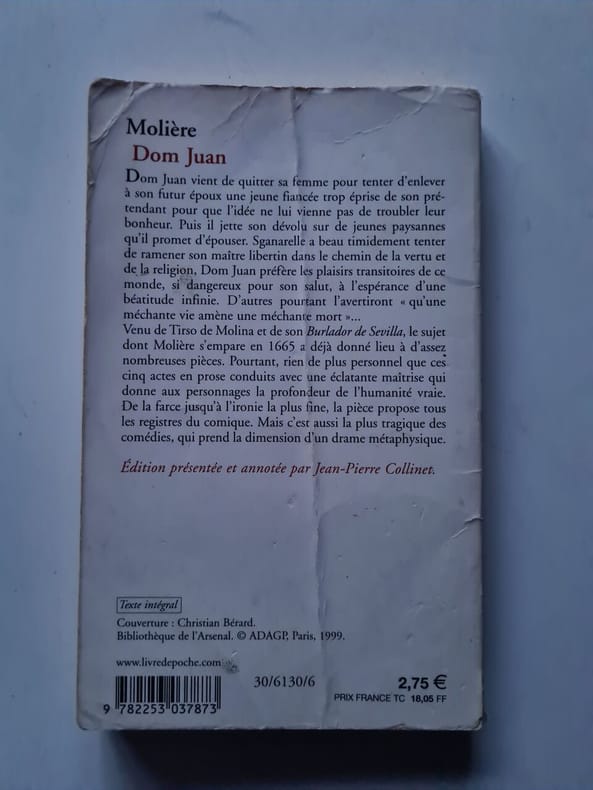 Molière
Dom Juan
Dom Juan vient de quitter sa femme pour tenter d'enlever
à son futur époux une jeune fiancée trop éprise de son pré-
tendant pour que l'idée ne lui vienne pas de troubler leur
bonheur. Puis il jette son dévolu sur de jeunes paysannes
qu'il promet d'épouser. Sganarelle a beau timidement tenter
de ramener son maître libertin dans le chemin de la vertu et
de la religion, Dom Juan préfère les plaisirs transitoires de ce
monde, si dangereux pour son salut, à l'espérance d'une
béatitude infinie. D'autres pourtant l'avertiront « qu'une
méchante vie amène une méchante mort »...
Venu de Tirso de Molina et de son Burlador de Sevilla, le sujet
dont Molière s'empare en 1665 a déjà donné lieu à d'assez
nombreuses pièces. Pourtant, rien de plus personnel que ces
cinq actes en prose conduits avec une éclatante maîtrise qui
donne aux personnages la profondeur de l'humanité vraie.
De la farce jusqu'à l'ironie la plus fine, la pièce propose tous
les registres du comique. Mais c'est aussi la plus tragique des
comédies, qui prend la dimension d'un drame métaphysique.
Édition présentée et annotée par Jean-Pierre Collinet.
Texte intégral
Couverture : Christian Bérard.
Bibliothèque de l'Arsenal. © ADAGP, Paris, 1999.
www.livredepoche.com
30/6130/6
2,75 €
PRIX FRANCE TC 18,05 FF
9 782253 037873